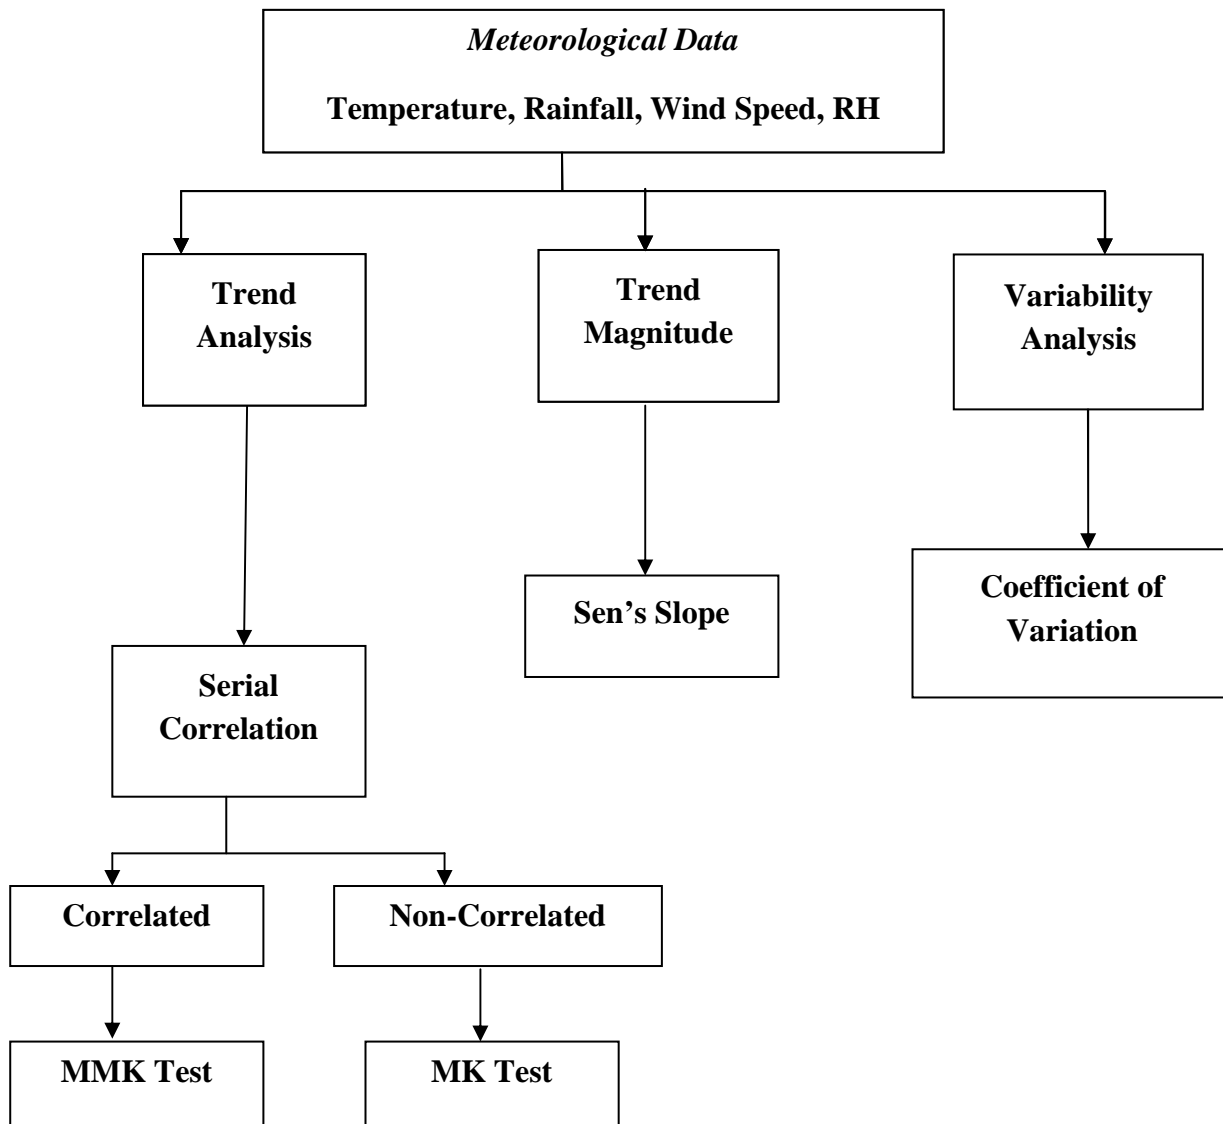 Meteorological Data
Temperature, Rainfall, Wind Speed, RH
Trend
Analysis
Trend
Magnitude
Variability
Analysis
Sen’s Slope
Coefficient of
Variation
Serial
Correlation
Correlated
Non-Correlated
MMK Test
MK Test